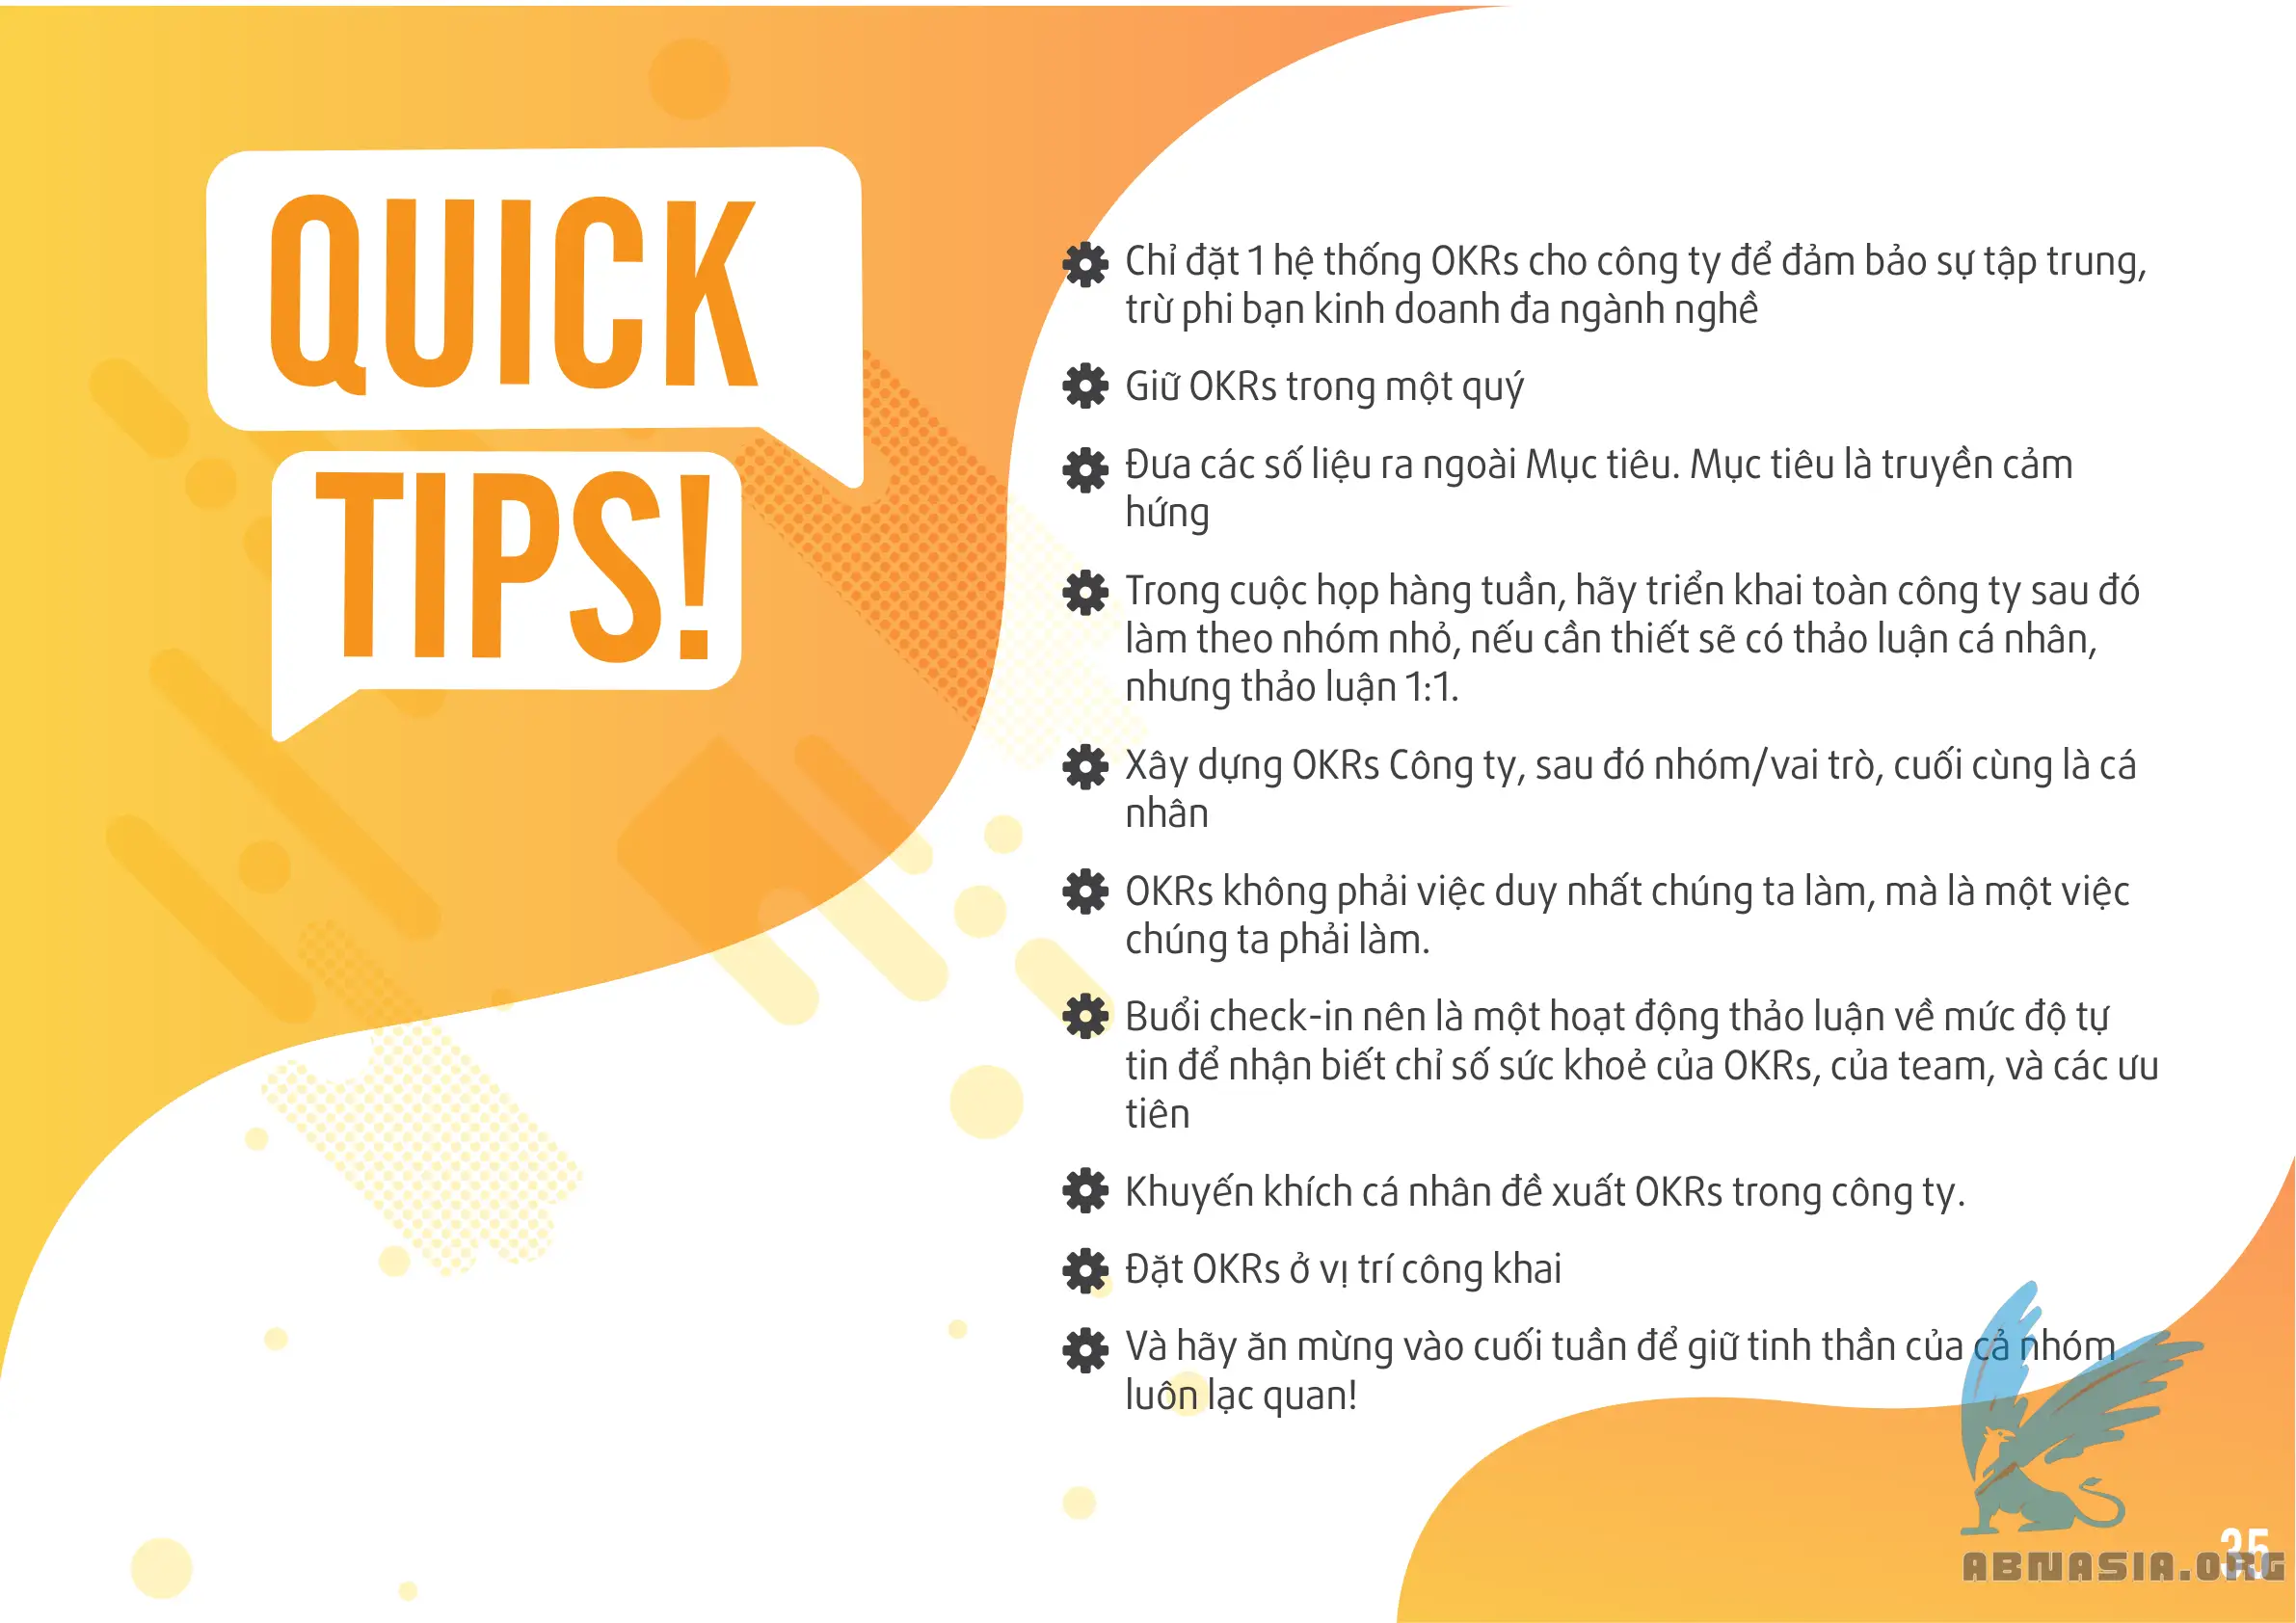 QUICK
TIPS!
Chỉ đặt 1 hệ thống OKRs cho công ty để đảm bảo sự tập trung,
trừ phi bạn kinh doanh đa ngành nghề
Giữ OKRs trong một quý
Đưa các số liệu ra ngoài Mục tiêu. Mục tiêu là truyền cảm
hứng
Trong cuộc họp hàng tuần, hãy triển khai toàn công ty sau đó
làm theo nhóm nhỏ, nếu cần thiết sẽ có thảo luận cá nhân,
nhưng thảo luận 1:1.
Xây dựng OKRs Công ty, sau đó nhóm/vai trò, cuối cùng là cá
nhân
OKRs không phải việc duy nhất chúng ta làm, mà là một việc
chúng ta phải làm.
Buổi check-in nên là một hoạt động thảo luận về mức độ tự
tin để nhận biết chỉ số sức khoẻ của OKRs, của team, và các ưu
tiên
Khuyến khích cá nhân đề xuất OKRs trong công ty.
Đặt OKRs ở vị trí công khai
Và hãy ăn mừng vào cuối tuần để giữ tinh thần của cả nhóm
luôn lạc quan!
35
ABNASIA.ORG